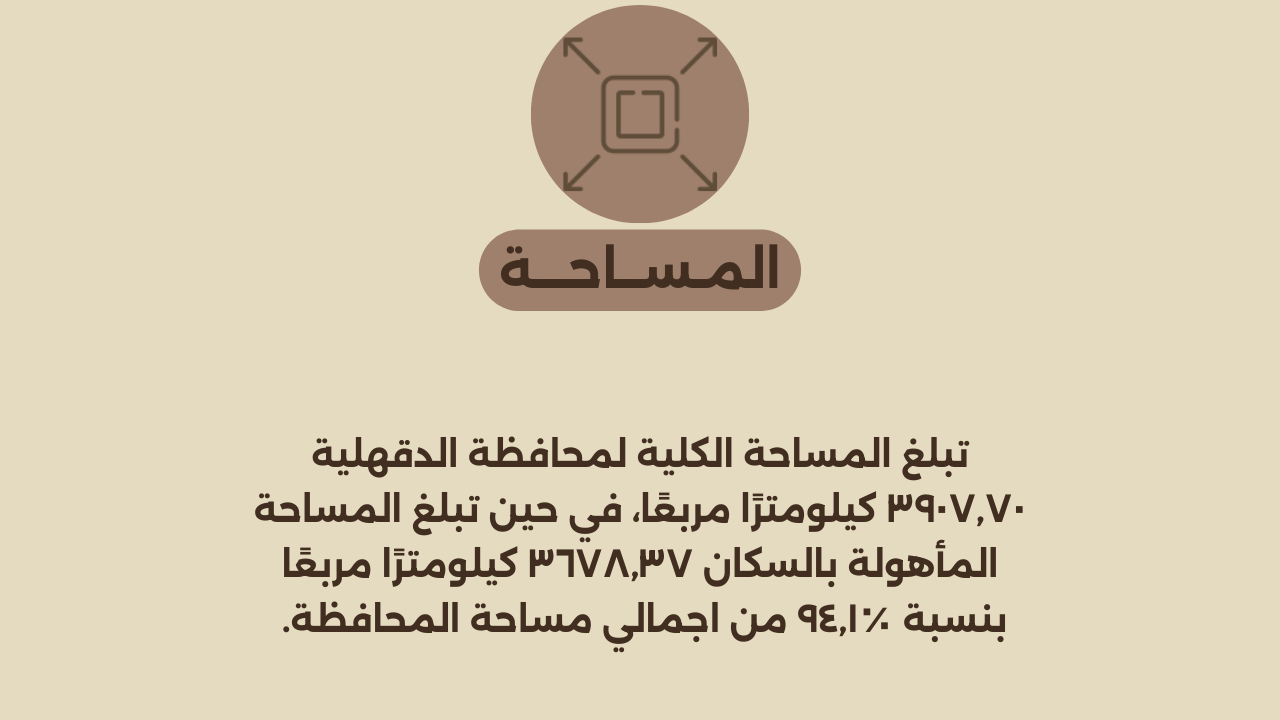 المـســاحـــة
تبلغ المساحة الكلية لمحافظة الدقهلية
٣٩٠٧,٧٠ كيلومترًا مربعًا، في حين تبلغ المساحة
المأهولة بالسكان ٣٦٧٨,٣٧ كيلومترًا مربعًا
بنسبة ٩٤,١٪ من اجمالي مساحة المحافظة.